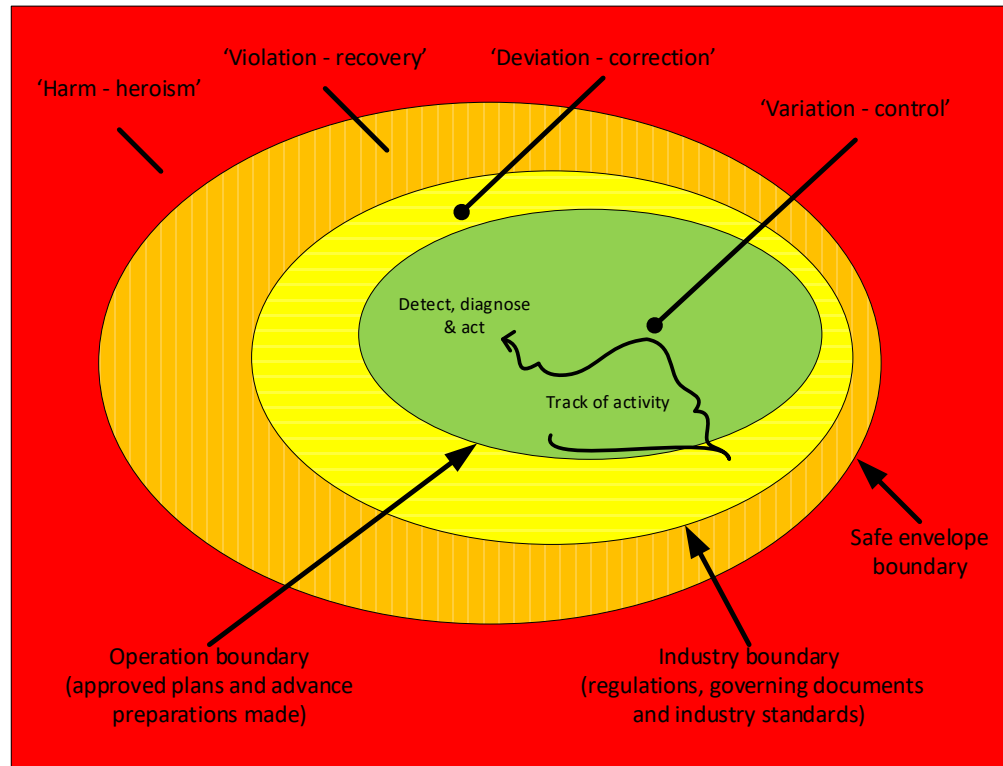 ‘Violation - recovery’
‘Deviation - correction’
‘Harm - heroism’
‘Variation - control’
Detect, diagnose
& act
Track of activity
Safe envelope
boundary
Operation boundary
(approved plans and advance
preparations made)
Industry boundary
(regulations, governing documents
and industry standards)